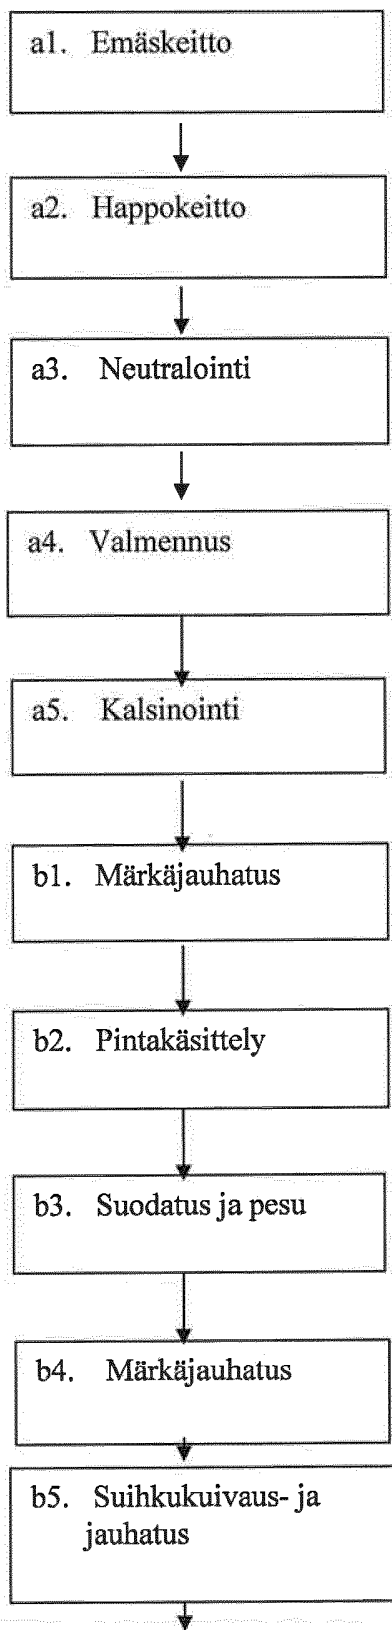 a1. Emäskeitto
a2. Happokeitto
a3. Neutralointi
a4. Valmennus
a5. Kalsinointi
b1. Märkäjauhatus
b2. Pintakäsittely
b3. Suodatus ja pesu
b4. Märkäjauhatus
b5. Suihkukuivaus- ja
jauhatus